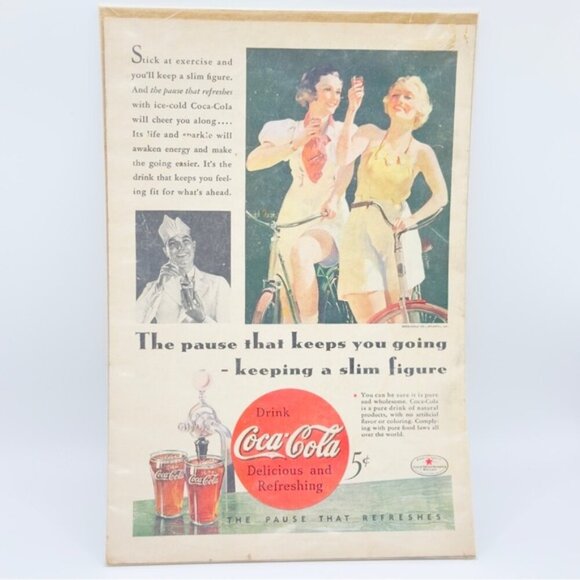 Stick at exercise and
you'll keep a slim figure.
And the pause that refreshes
with ice-cold Coca-Cola
will cheer you along....
Its life and sparkle will
awaken energy and make
the going easier. It's the
drink that keeps you feel-
ing fit for what's ahead.
The pause that keeps you going
- keeping a slim figure
You can be sure it is pure
and wholesome. Coca-Cola
is a pure drink of natural
products, with no artificial
flavor or coloring. Comply-
ing with pure food laws all
over the world.
Drink
Coca-Cola
Delicious and
Refreshing
5¢
Coca-Cola
Coca-Cola
THE PAUSE THAT REFRESHES